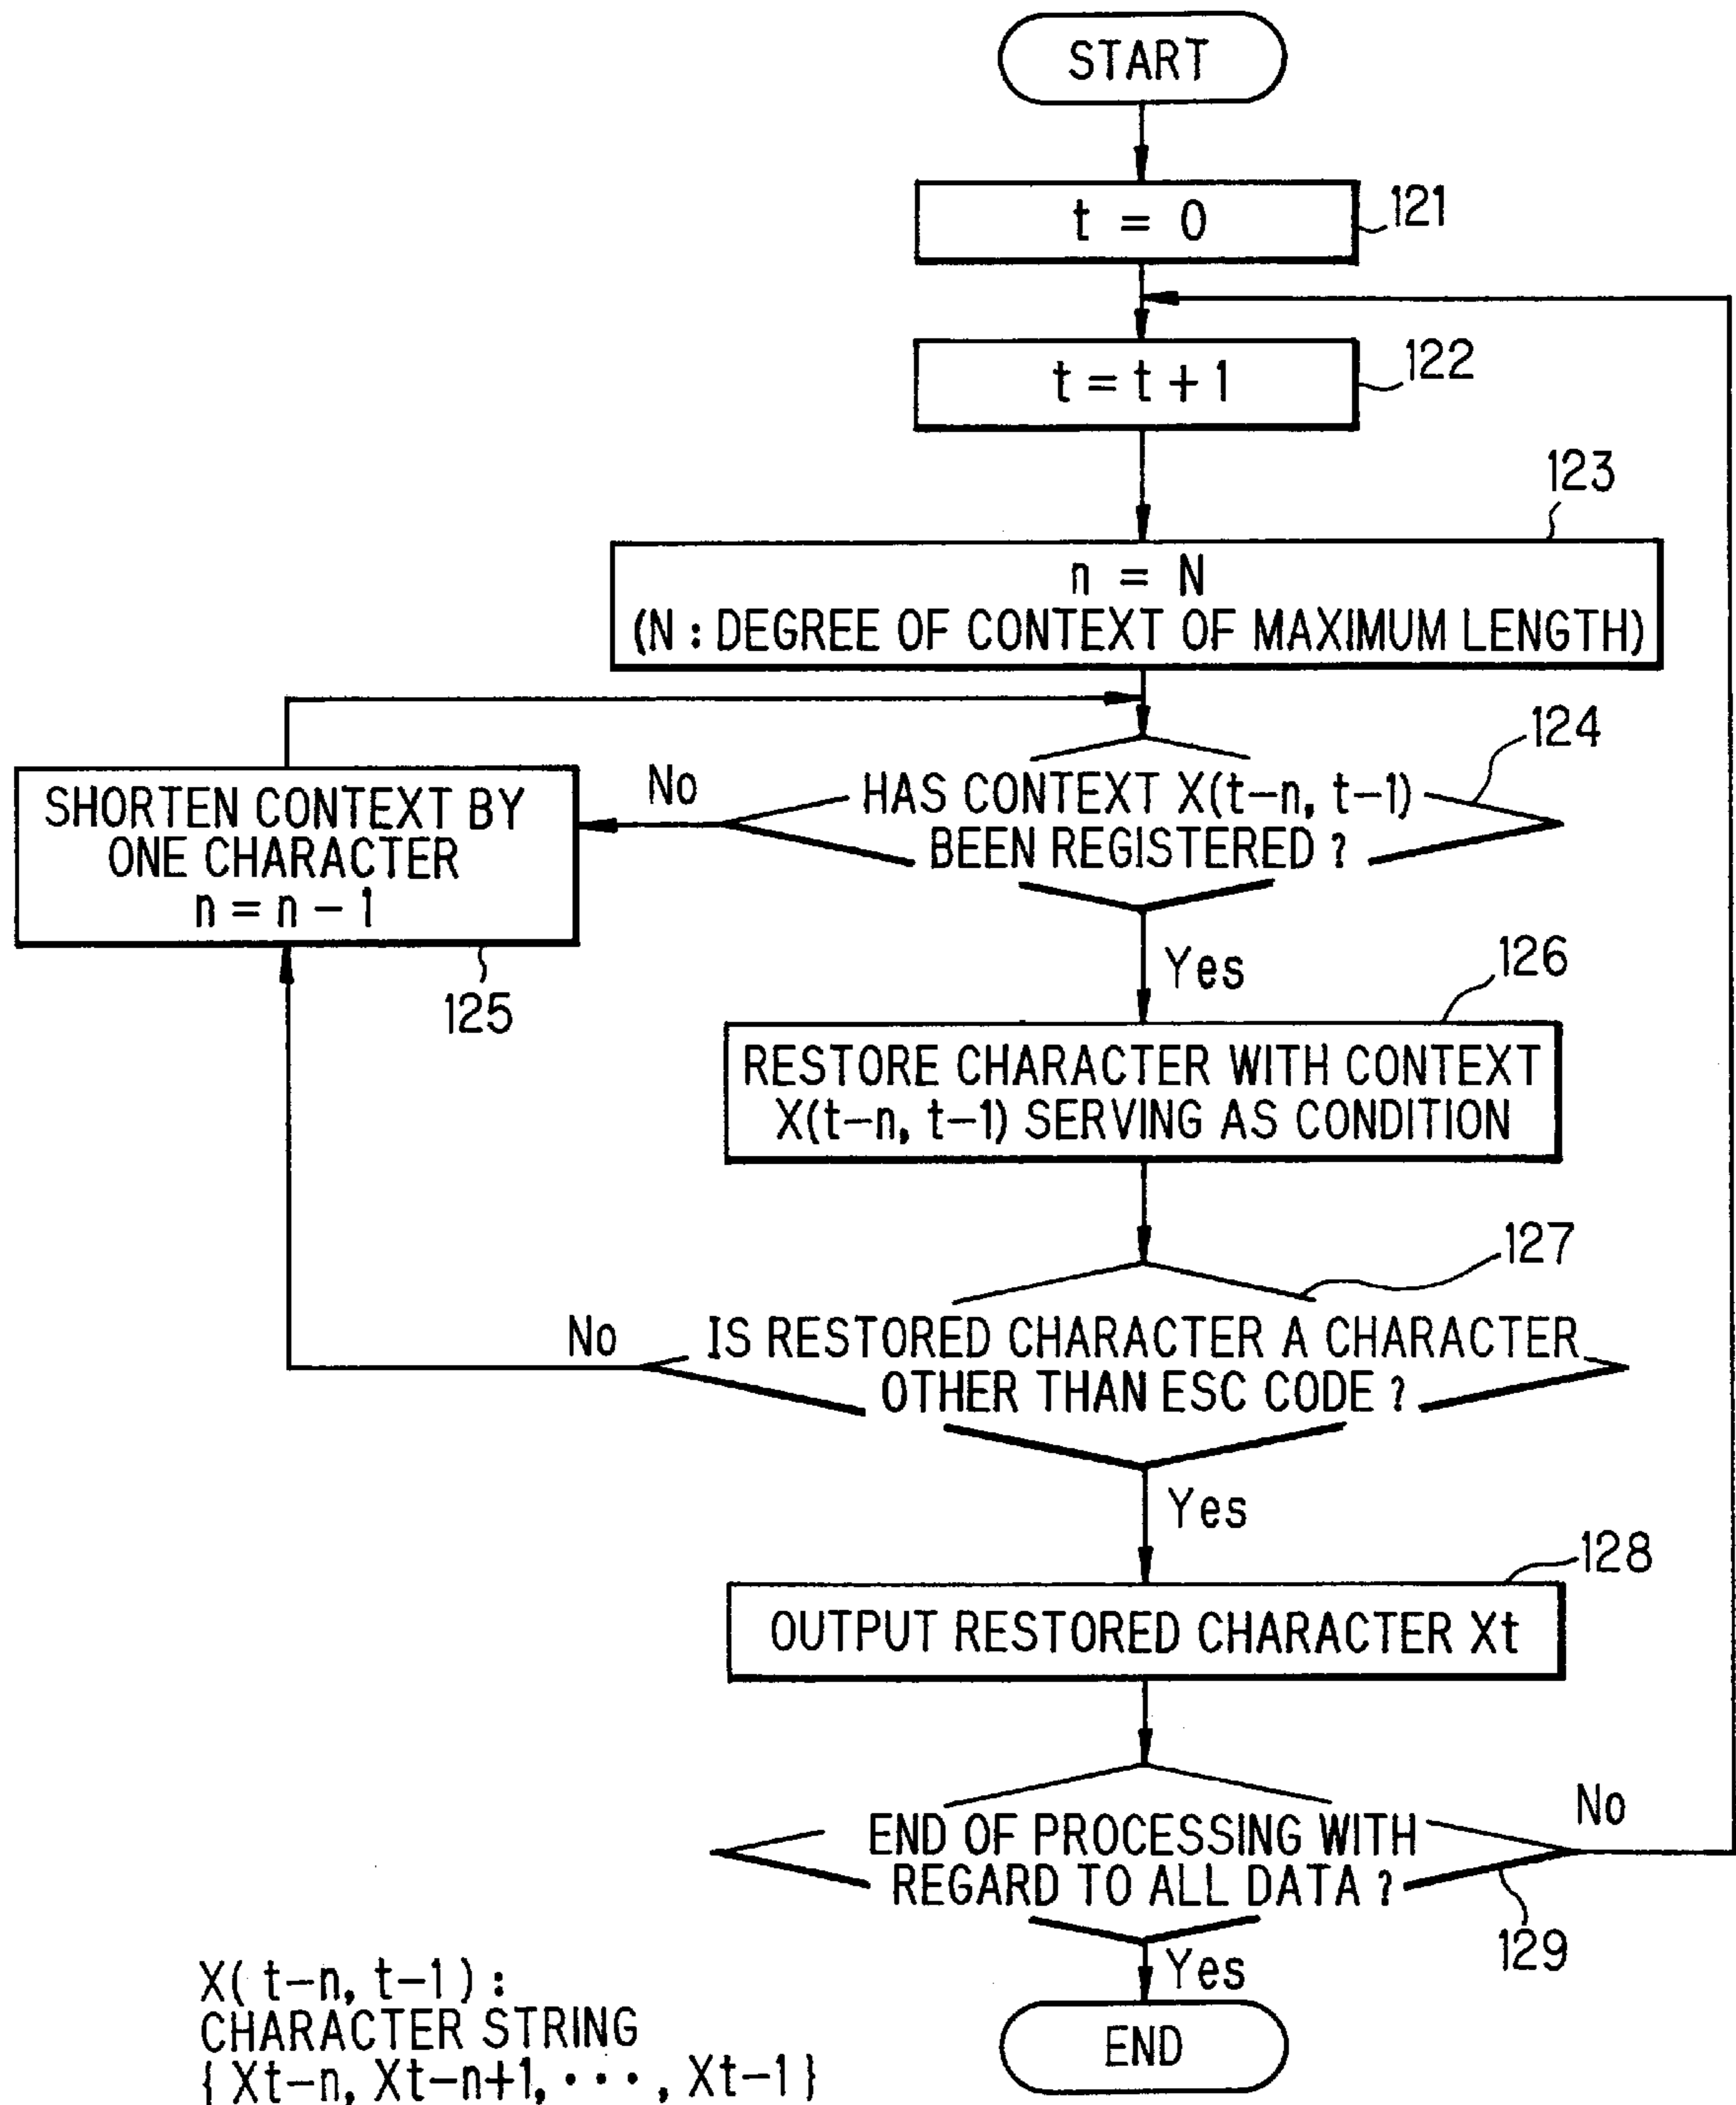 START
t = 0
121
t = t + 1
122
123
n = N
(N : DEGREE OF CONTEXT OF MAXIMUM LENGTH)
124
HAS CONTEXT X(t-n, t-1)
BEEN REGISTERED ?
No
SHORTEN CONTEXT BY
ONE CHARACTER
n = n - 1
125
Yes
126
RESTORE CHARACTER WITH CONTEXT
X(t-n, t-1) SERVING AS CONDITION
127
No
IS RESTORED CHARACTER A CHARACTER
OTHER THAN ESC CODE ?
Yes
128
OUTPUT RESTORED CHARACTER Xt
No
END OF PROCESSING WITH
REGARD TO ALL DATA ?
129
Yes
END
X( t-n, t-1 ) :
CHARACTER STRING
{ Xt-n, Xt-n+1, · · · , Xt-1 }